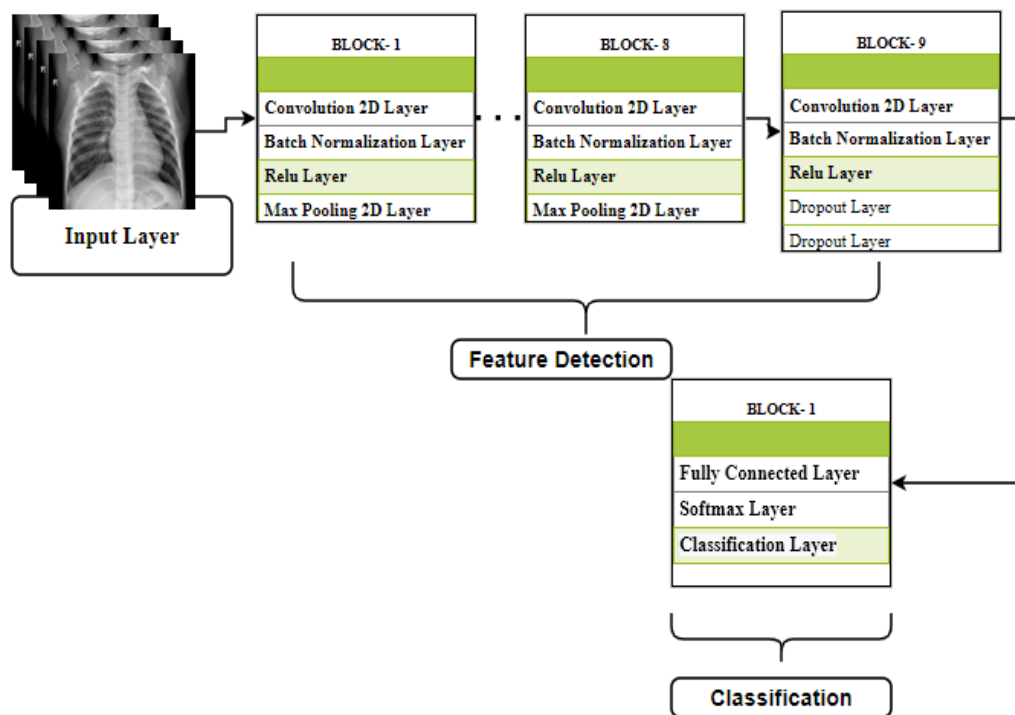 Input Layer
BLOCK- 1
Convolution 2D Layer
Batch Normalization Layer
Relu Layer
Max Pooling 2D Layer
. . .
BLOCK- 8
Convolution 2D Layer
Batch Normalization Layer
Relu Layer
Max Pooling 2D Layer
BLOCK- 9
Convolution 2D Layer
Batch Normalization Layer
Relu Layer
Dropout Layer
Dropout Layer
Feature Detection
BLOCK- 1
Fully Connected Layer
Softmax Layer
Classification Layer
Classification